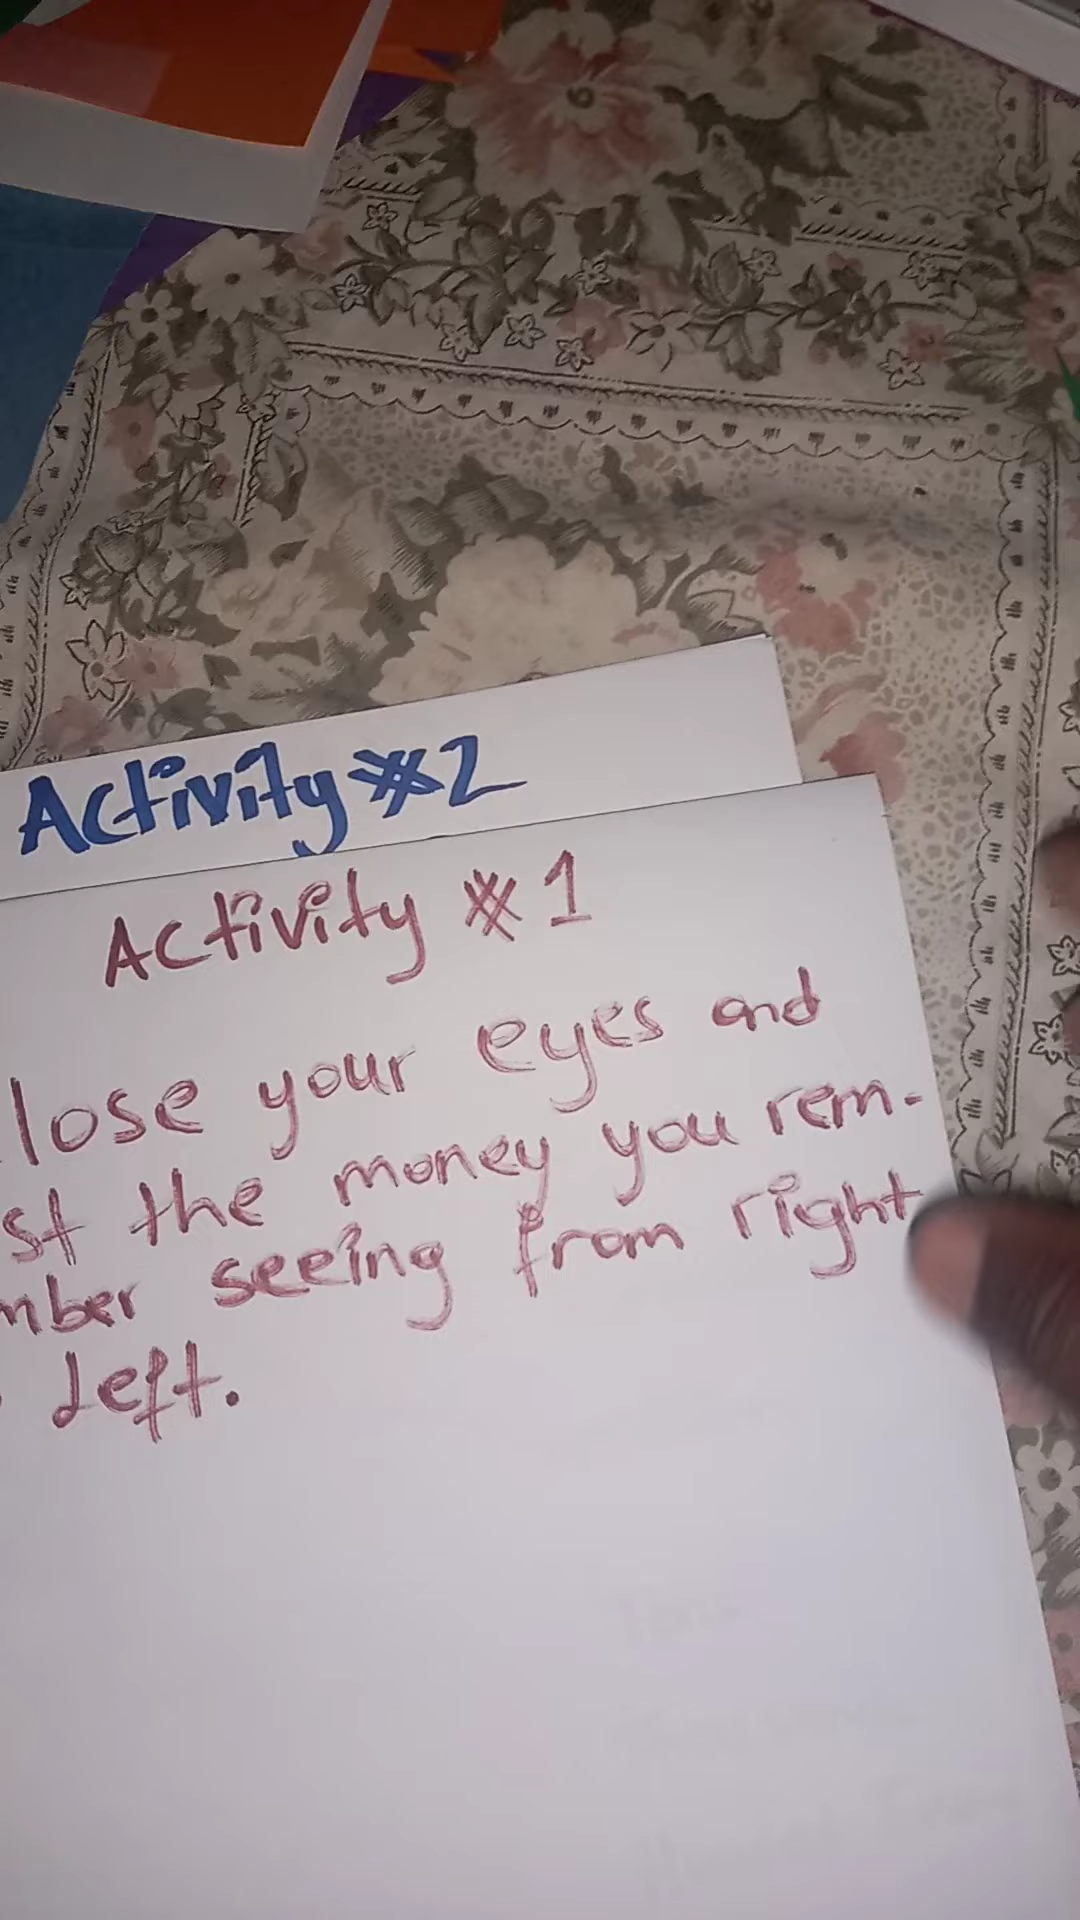 Activity #2
Activity #1
lose your eyes and
st the money you rem-
mber seeing from right
Left.